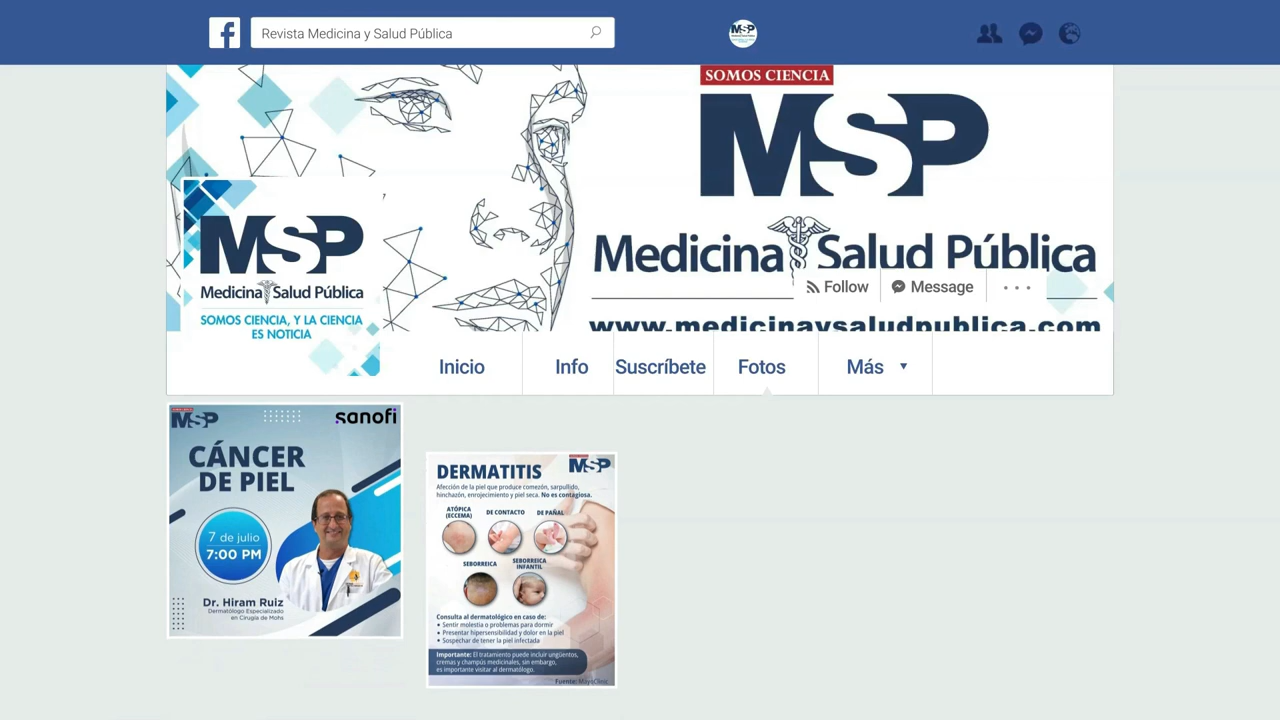 Revista Medicina y Salud Pública
MSP
SOMOS CIENCIA
MSP
Medicina Salud Pública
www.medicinaysaludpublica.com
Follow
Message
MSP
Medicina Salud Pública
SOMOS CIENCIA, Y LA CIENCIA
ES NOTICIA
Inicio
Info
Suscríbete
Fotos
Más
MSP
sanofi
CÁNCER
DE PIEL
7 de julio
7:00 PM
Dr. Hiram Ruiz
Dermatólogo Especializado
en Cirugía de Mohs
MSP
DERMATITIS
Afección de la piel que produce comezón, sarpullido,
hinchazón, enrojecimiento y piel seca. No es contagiosa.
ATÓPICA
(ECCEMA)
DE CONTACTO
DE PAÑAL
SEBORREICA
SEBORREICA
INFANTIL
Consulta al dermatológico en caso de:
• Sentir molestia o problemas para dormir
• Presentar hipersensibilidad y dolor en la piel
• Sospechar de tener la piel infectada
Importante: El tratamiento puede incluir ungüentos,
cremas y champús medicinales, sin embargo,
es importante visitar al dermatólogo.
Fuente: MayoClinic